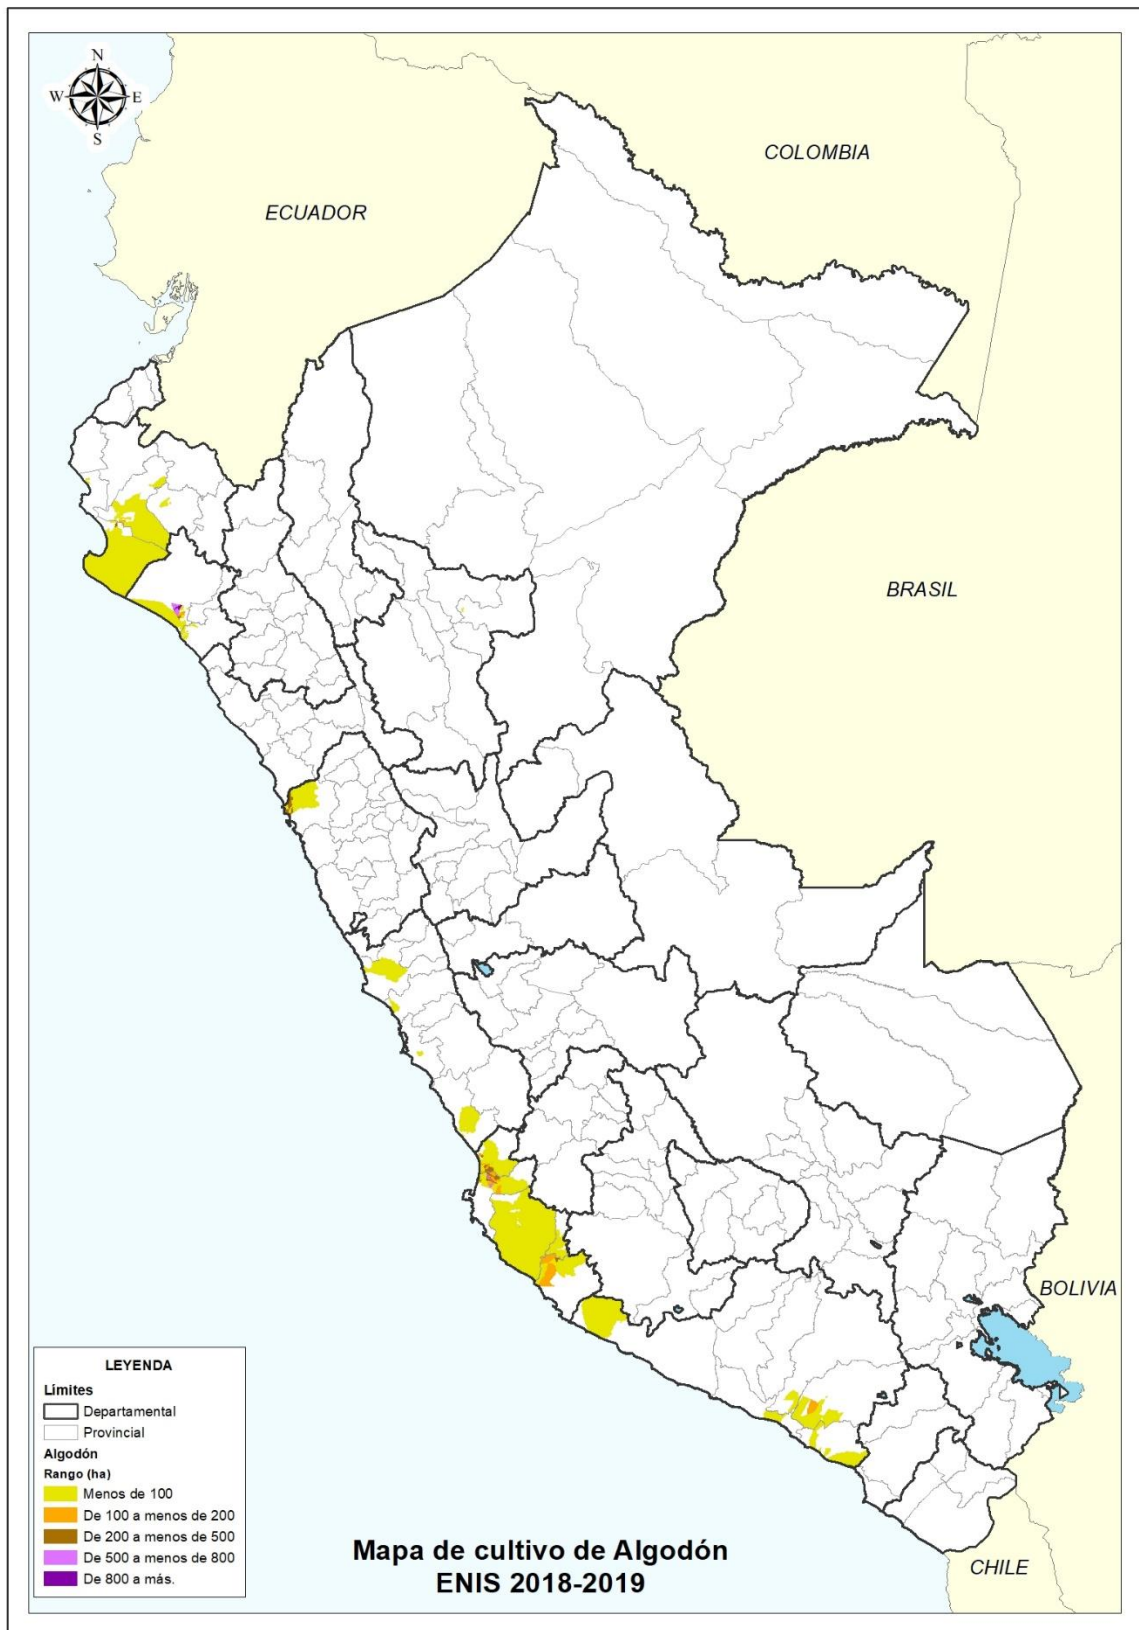 N
W E
S
COLOMBIA
ECUADOR
BRASIL
BOLIVIA
LEYENDA
Límites
Departamental
Provincial
Algodón
Rango (ha)
Menos de 100
De 100 a menos de 200
De 200 a menos de 500
De 500 a menos de 800
De 800 a más.
Mapa de cultivo de Algodón
ENIS 2018-2019
CHILE